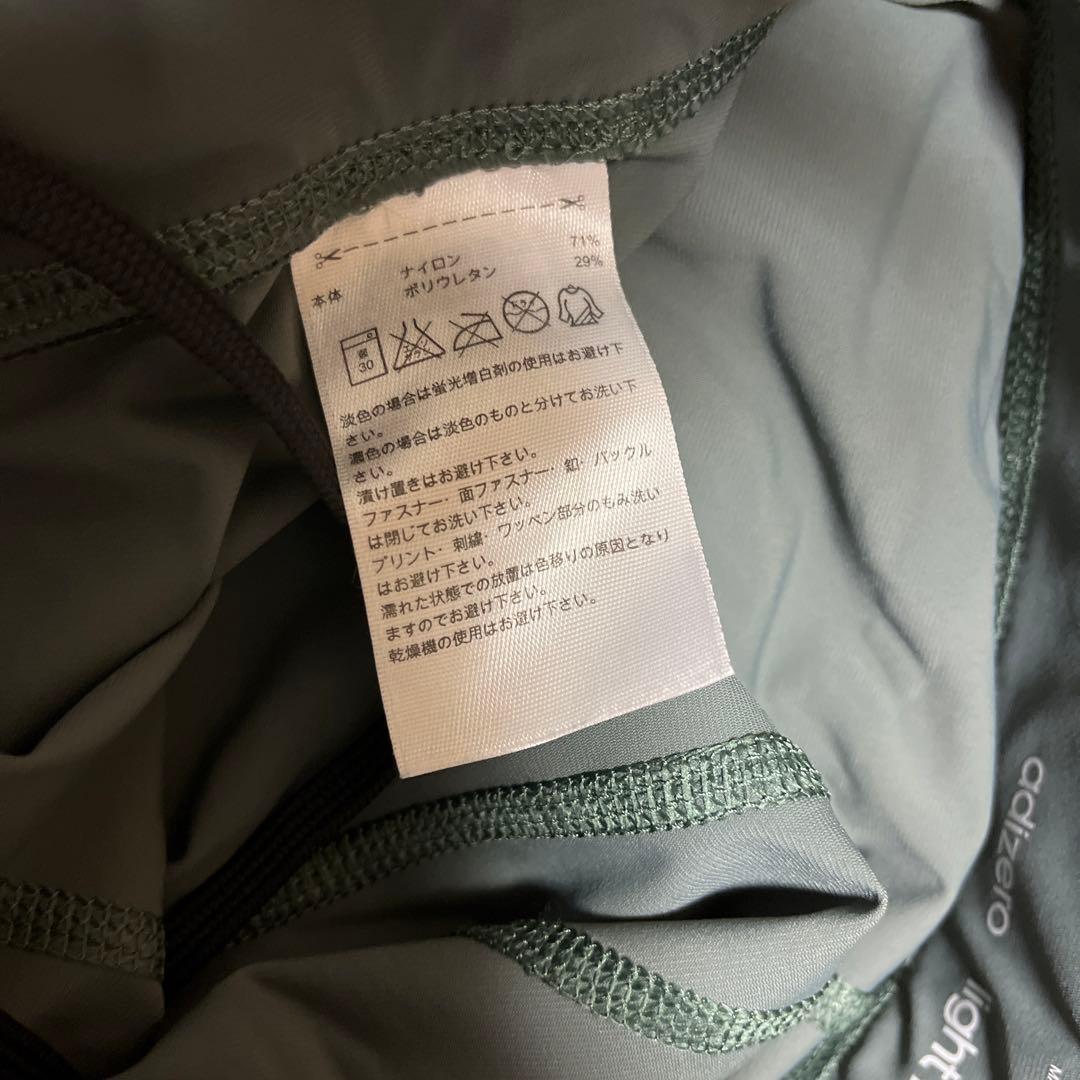 ナイロン 71%
本体 ポリウレタン 29%
弱
30
淡色の場合は蛍光増白剤の使用はお避け下
さい。
濃色の場合は淡色のものと分けてお洗い下
さい。
漬け置きはお避け下さい。
ファスナー・面ファスナー・釦・バックル
は閉じてお洗い下さい。
プリント・刺繍・ワッペン部分のもみ洗い
はお避け下さい。
濡れた状態での放置は色移りの原因となり
ますのでお避け下さい。
乾燥機の使用はお避け下さい。
adizero
light